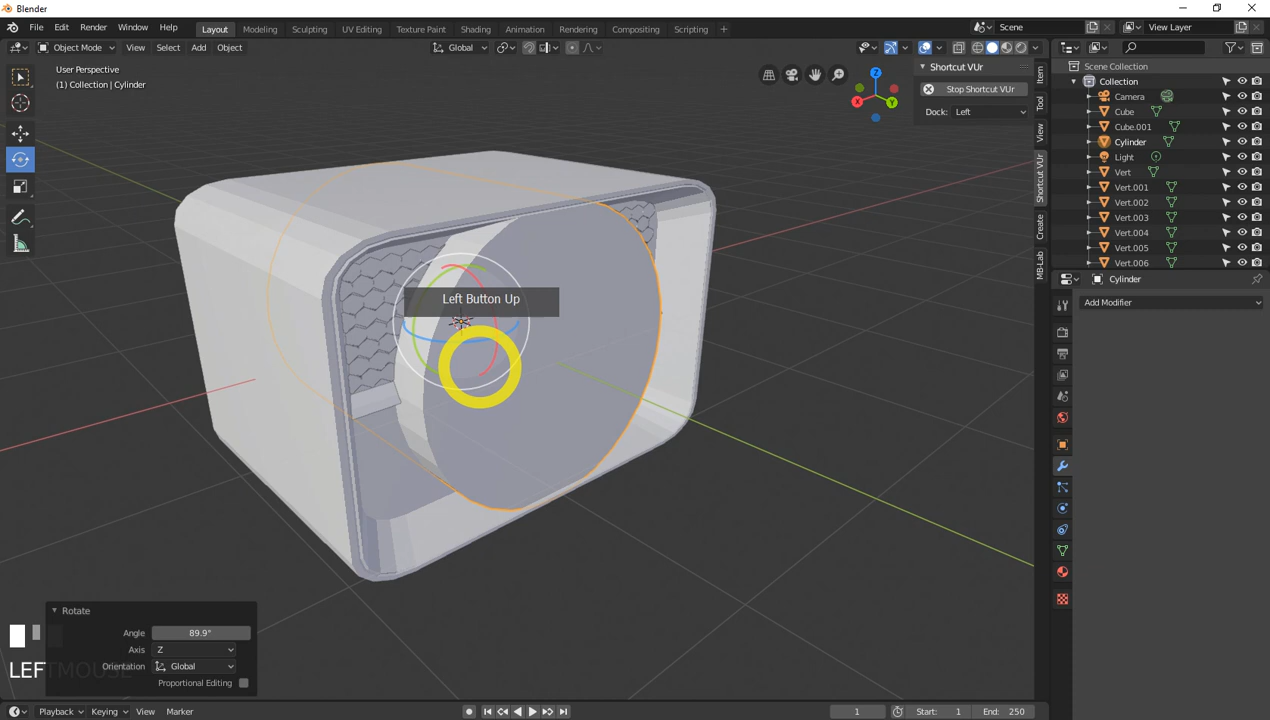 Blender
File Edit Render Window Help
Layout Modeling Sculpting UV Editing Texture Paint Shading Animation Rendering Compositing Scripting +
Scene
View Layer
Object Mode View Select Add Object
Global
User Perspective
(1) Collection | Cylinder
Shortcut VUr
Stop Shortcut VUr
Dock: Left
Item
Tool
View
Shortcut VUr
Create
MB-Lab
X
Y
Z
Scene Collection
Collection
Camera
Cube
Cube.001
Cylinder
Light
Vert
Vert.001
Vert.002
Vert.003
Vert.004
Vert.005
Vert.006
Cylinder
Add Modifier
Left Button Up
Rotate
Angle 89.9°
Axis Z
Orientation Global
Proportional Editing
LEFTMOUSE
Playback Keying View Marker
1
Start: 1
End: 250